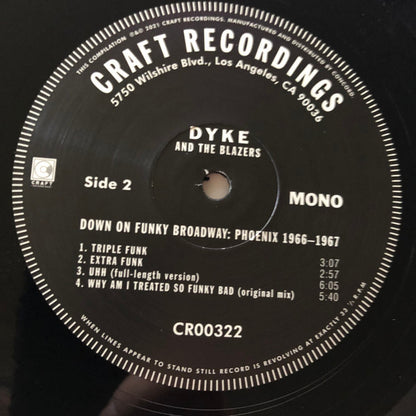 THIS COMPILATION ℗&© 2021 CRAFT RECORDINGS. MANUFACTURED AND DISTRIBUTED BY CONCORD
CRAFT RECORDINGS
5750 Wilshire Blvd., Los Angeles, CA 90036
DYKE
AND THE BLAZERS
CRAFT
Side 2
MONO
DOWN ON FUNKY BROADWAY: PHOENIX 1966–1967
1. TRIPLE FUNK 3:07
2. EXTRA FUNK 2:57
3. UHH (full-length version) 6:05
4. WHY AM I TREATED SO FUNKY BAD (original mix) 5:40
CR00322
WHEN LINES APPEAR TO STAND STILL RECORD IS REVOLVING AT EXACTLY 33 ⅓ R.P.M